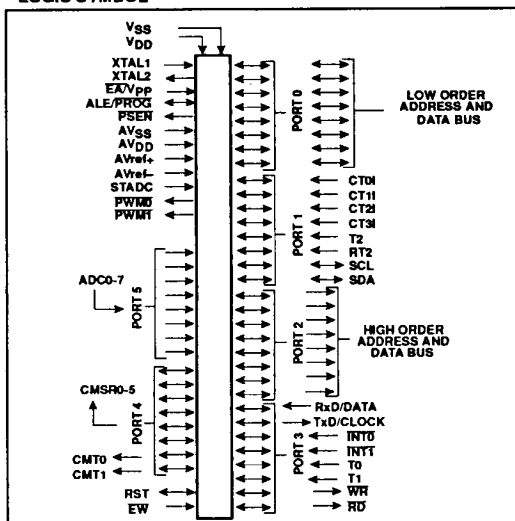 VSS
VDD
XTAL1
XTAL2
EA/VPP
ALE/PROG
PSEN
AVSS
AVDD
AVref+
AVref–
STADC
PWM0
PWM1
ADC0-7
PORT 5
CMSR0-5
PORT 4
CMT0
CMT1
RST
EW
PORT 0
LOW ORDER
ADDRESS AND
DATA BUS
PORT 1
CT0I
CT1I
CT2I
CT3I
T2
RT2
SCL
SDA
PORT 2
HIGH ORDER
ADDRESS AND
DATA BUS
PORT 3
RxD/DATA
TxD/CLOCK
INT0
INT1
T0
T1
WR
RD